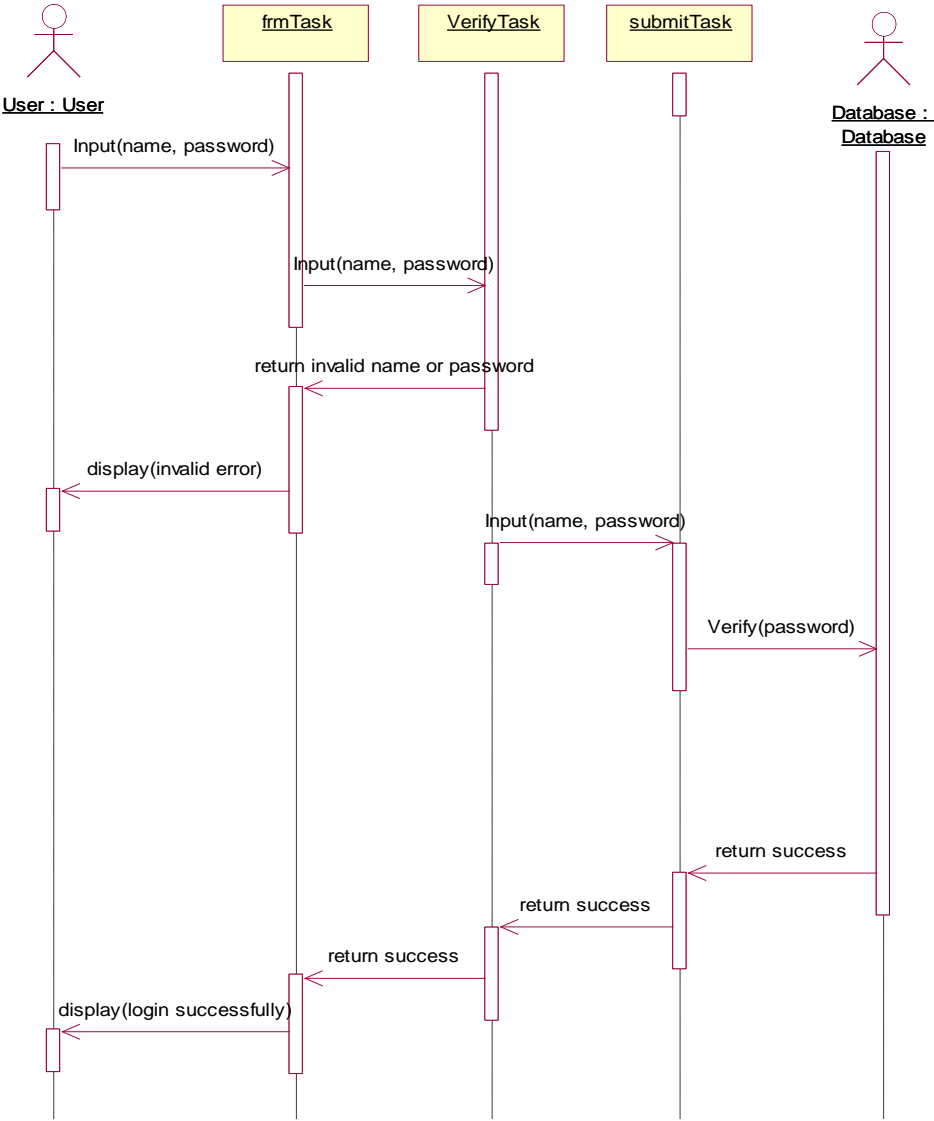 frmTask
VerifyTask
submitTask
User : User
Database :
Database
Input(name, password)
Input(name, password)
return invalid name or password
display(invalid error)
Input(name, password)
Verify(password)
return success
return success
return success
display(login successfully)